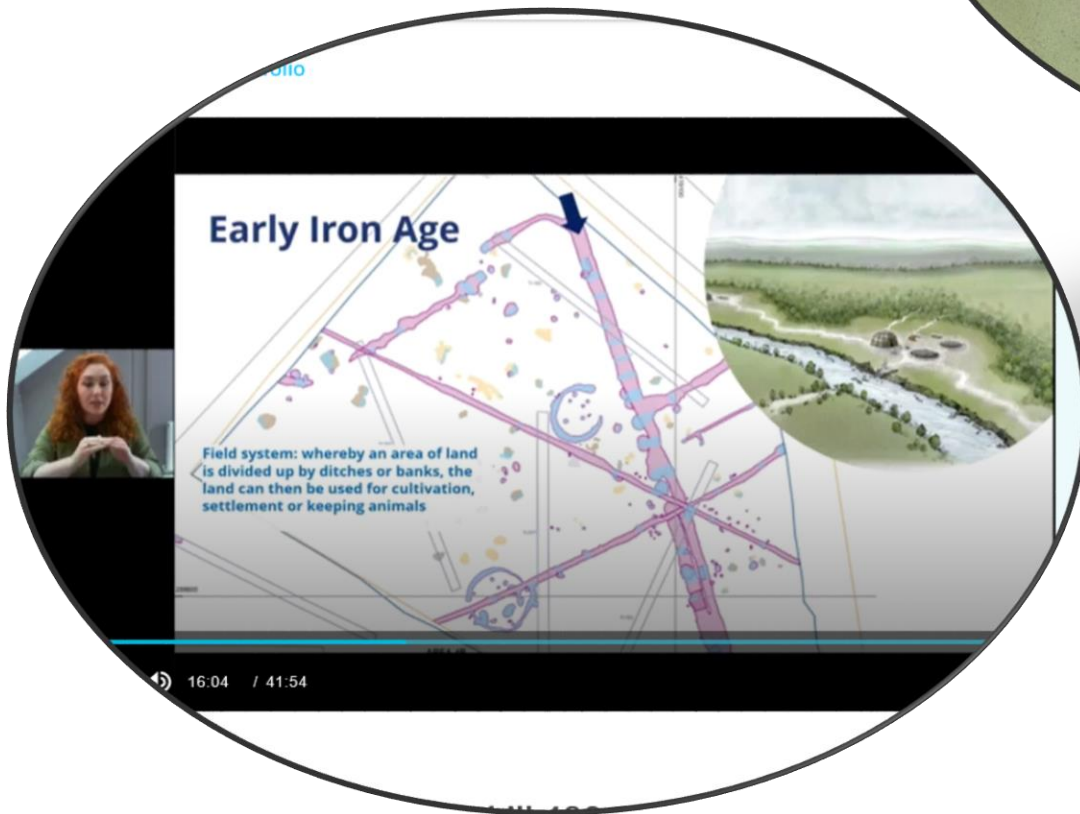 Early Iron Age
Field system: whereby an area of land
is divided up by ditches or banks, the
land can then be used for cultivation,
settlement or keeping animals
16:04 / 41:54